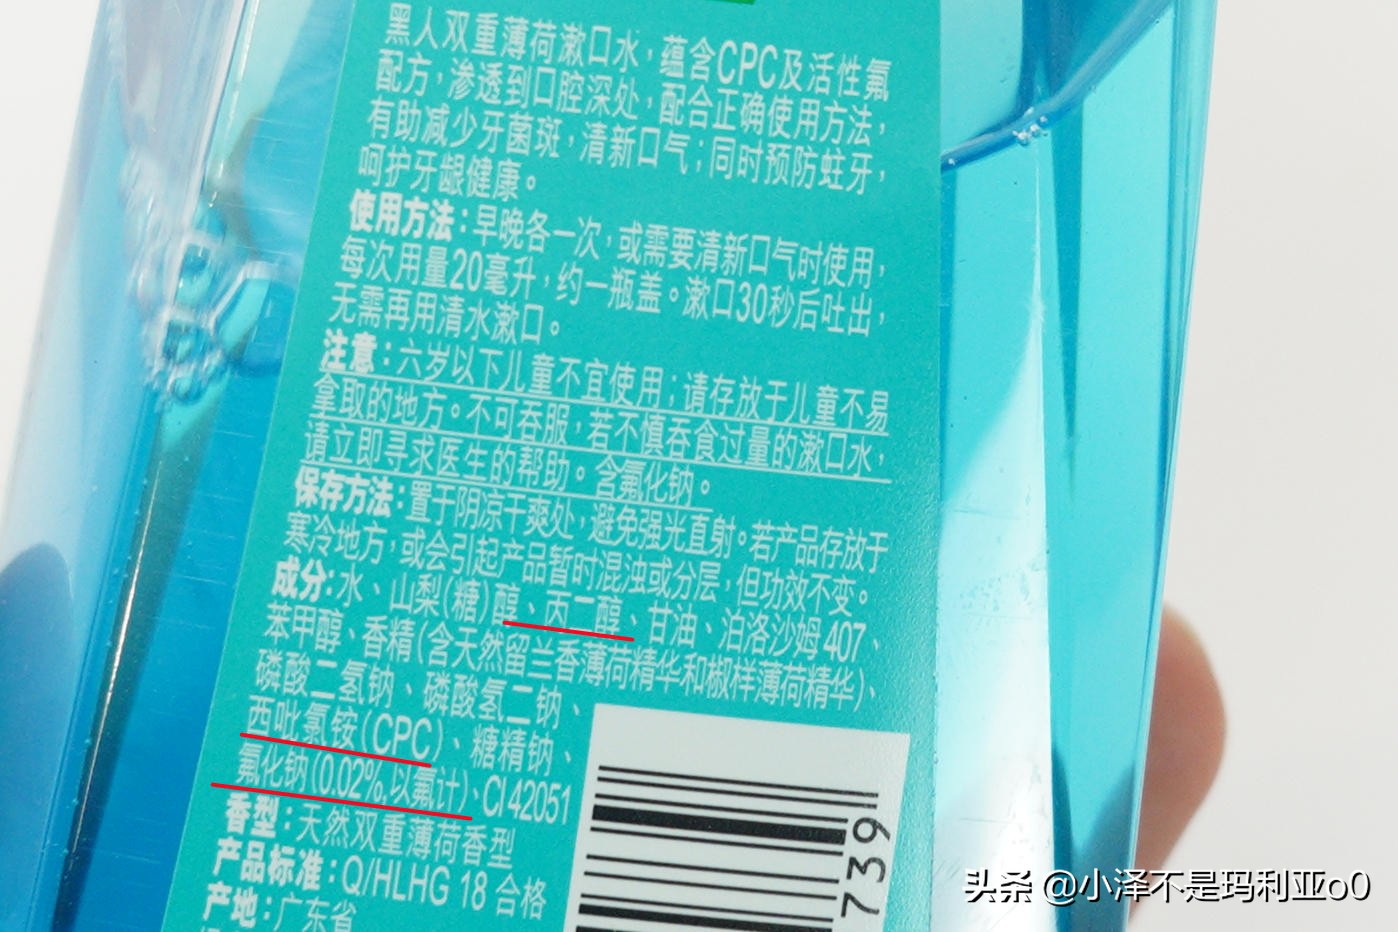 黑人双重薄荷漱口水，蕴含CPC及活性氟
配方，渗透到口腔深处，配合正确使用方法，
有助减少牙菌斑，清新口气；同时预防蛀牙，
呵护牙龈健康。
使用方法：早晚各一次，或需要清新口气时使用，
每次用量20毫升，约一瓶盖。漱口30秒后吐出，
无需再用清水漱口。
注意：六岁以下儿童不宜使用；请存放于儿童不易
拿取的地方。不可吞服，若不慎吞食过量的漱口水，
请立即寻求医生的帮助。含氟化钠。
保存方法：置于阴凉干爽处，避免强光直射。若产品存放于
寒冷地方，或会引起产品暂时混浊或分层，但功效不变。
成分：水、山梨(糖)醇、丙二醇、甘油、泊洛沙姆407、
苯甲醇、香精(含天然留兰香薄荷精华和椒样薄荷精华)、
磷酸二氢钠、磷酸氢二钠、
西吡氯铵(CPC)、糖精钠、
氟化钠(0.02%,以氟计)、CI 42051
香型：天然双重薄荷香型
产品标准：Q/HLHG 18 合格
产地：广东省
739
头条 @小泽不是玛利亚o0